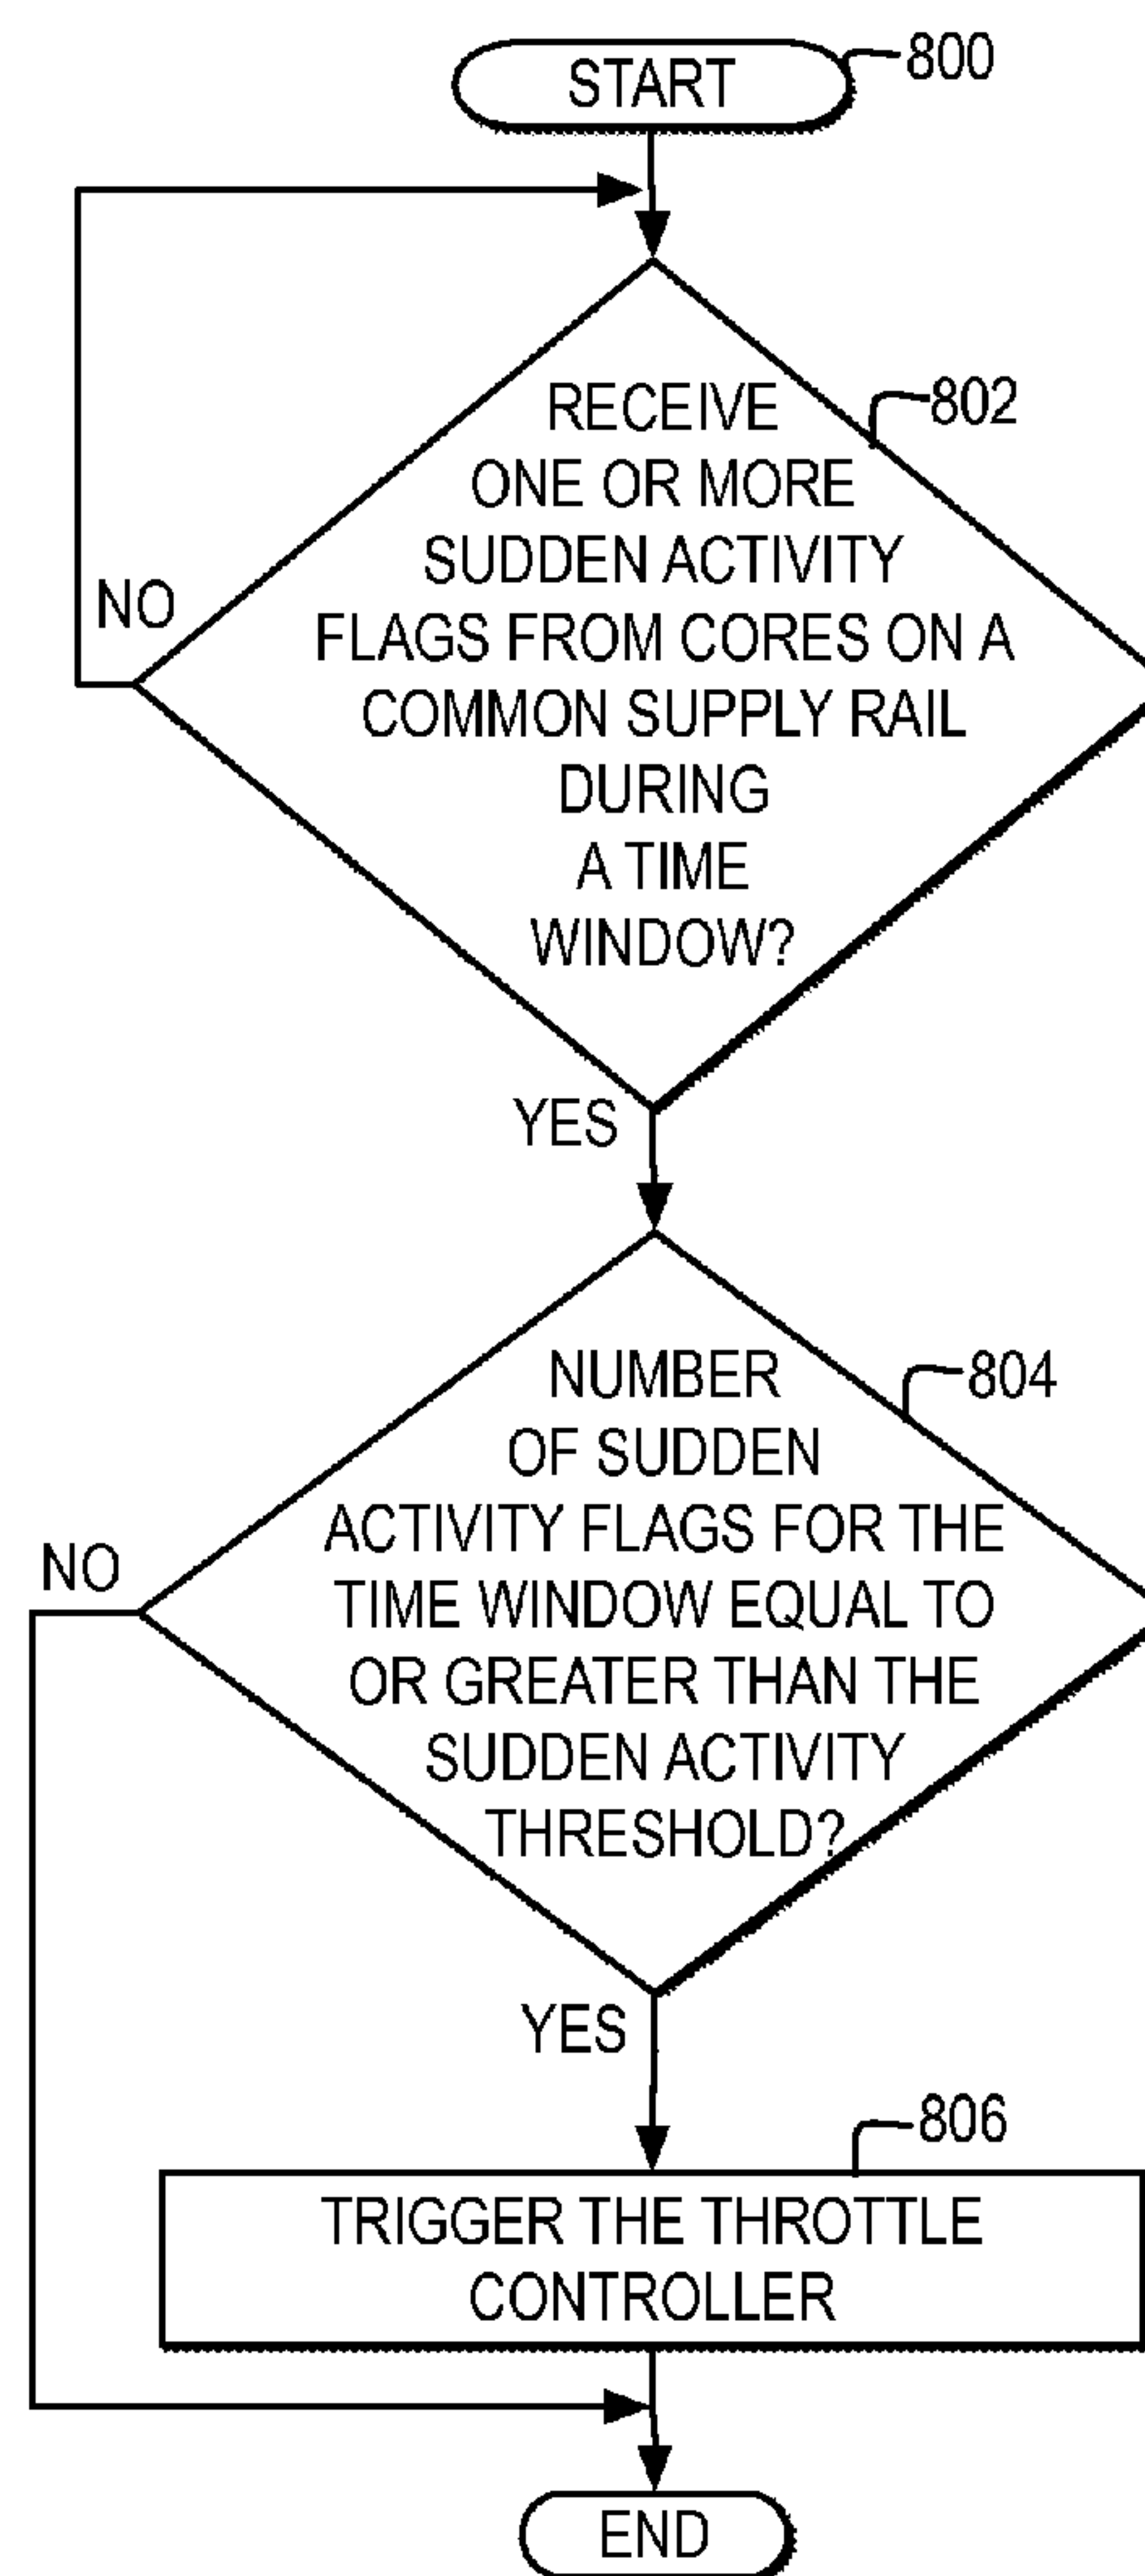 START
800
RECEIVE
802
ONE OR MORE
SUDDEN ACTIVITY
FLAGS FROM CORES ON A
COMMON SUPPLY RAIL
DURING
A TIME
WINDOW?
NO
YES
NUMBER
804
OF SUDDEN
ACTIVITY FLAGS FOR THE
TIME WINDOW EQUAL TO
OR GREATER THAN THE
SUDDEN ACTIVITY
THRESHOLD?
NO
YES
806
TRIGGER THE THROTTLE
CONTROLLER
END